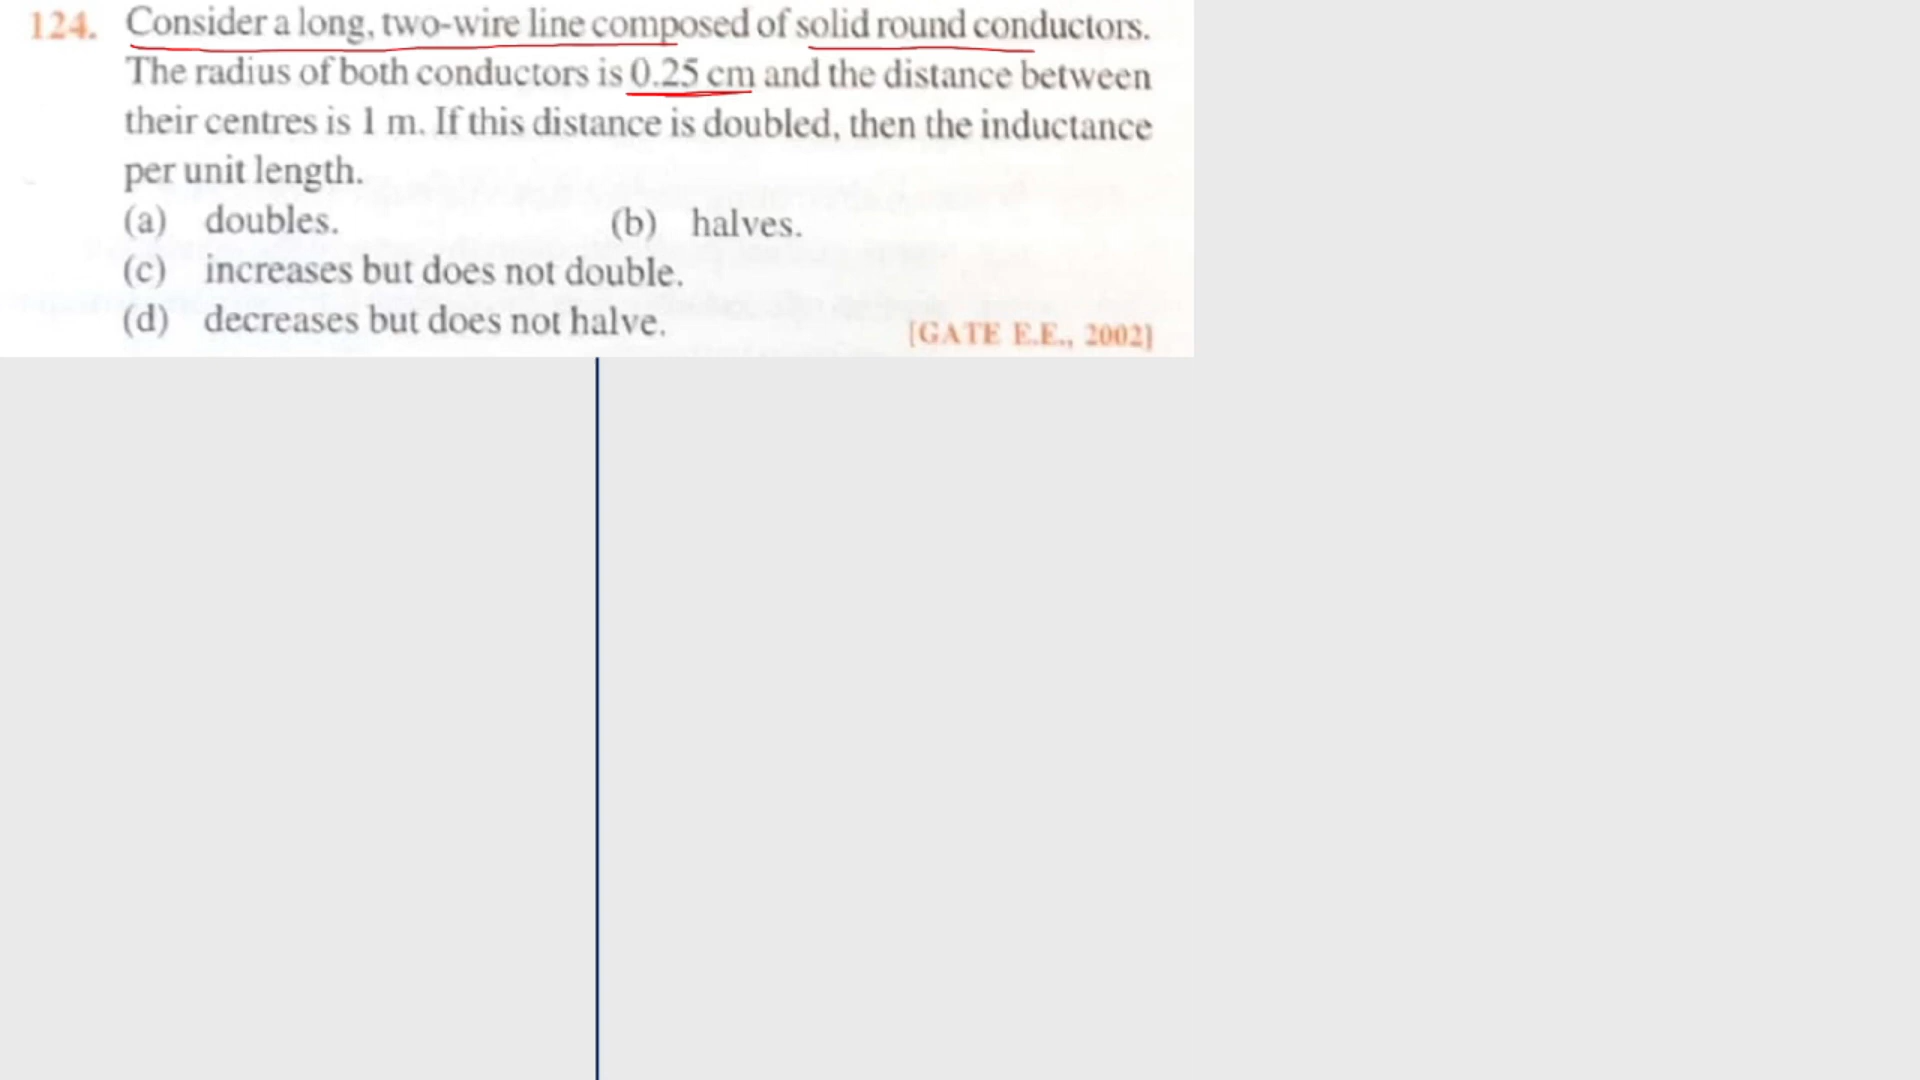 124. Consider a long, two-wire line composed of solid round conductors.
The radius of both conductors is 0.25 cm and the distance between
their centres is 1 m. If this distance is doubled, then the inductance
per unit length.
(a) doubles. (b) halves.
(c) increases but does not double.
(d) decreases but does not halve.
[GATE E.E., 2002]